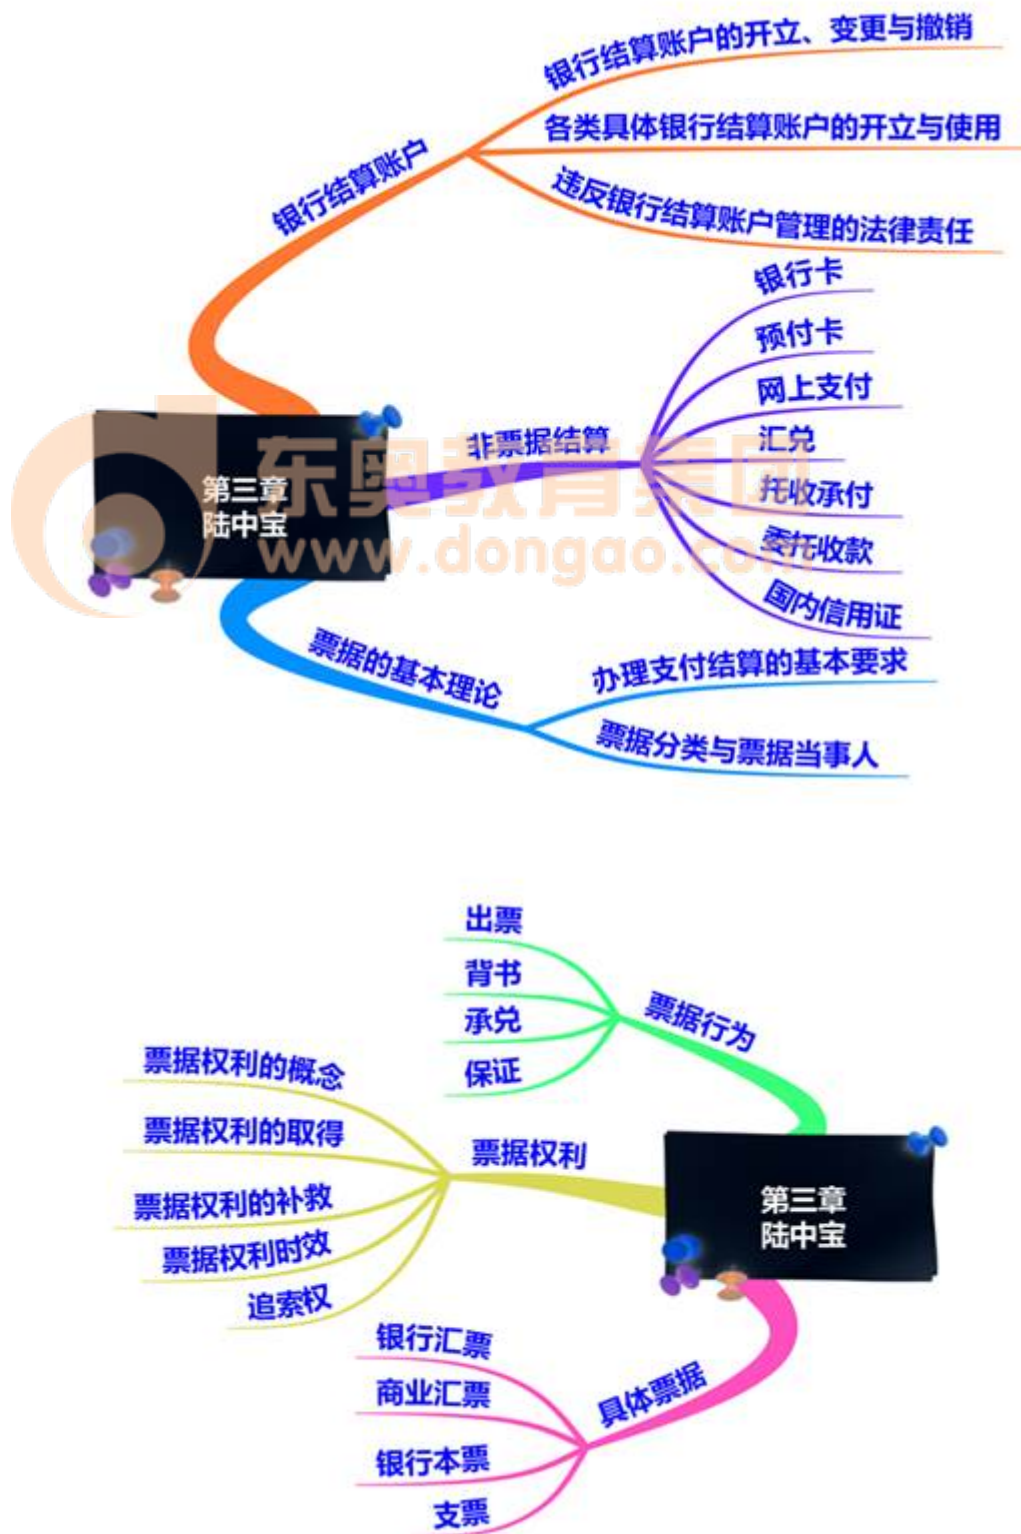 银行结算账户的开立、变更与撤销
各类具体银行结算账户的开立与使用
银行结算账户
违反银行结算账户管理的法律责任
银行卡
预付卡
网上支付
非票据结算
汇兑
托收承付
委托收款
国内信用证
东奥教育集团
www.dongao.com
第三章
陆中宝
票据的基本理论
办理支付结算的基本要求
票据分类与票据当事人
出票
背书
承兑
保证
票据行为
票据权利的概念
票据权利的取得
票据权利
票据权利的补救
票据权利时效
追索权
第三章
陆中宝
银行汇票
商业汇票
具体票据
银行本票
支票